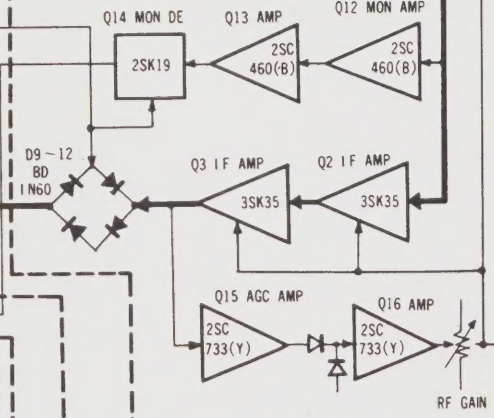 Q14 MON DE
Q13 AMP
Q12 MON AMP
2SK19
2SC
460(B)
2SC
460(B)
D9-12
BD
1N60
Q3 IF AMP
Q2 IF AMP
3SK35
3SK35
Q15 AGC AMP
Q16 AMP
2SC
733(Y)
2SC
733(Y)
RF GAIN